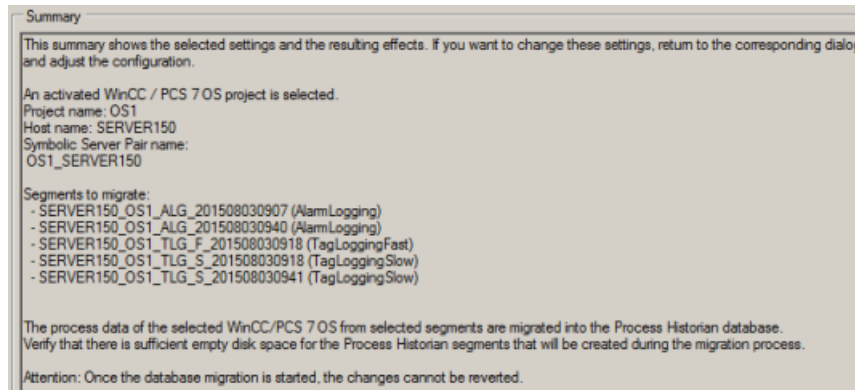 Summary
This summary shows the selected settings and the resulting effects. If you want to change these settings, return to the corresponding
and adjust the configuration.
An activated WinCC / PCS 7 OS project is selected.
Project name: OS1
Host name: SERVER150
Symbolic Server Pair name:
OS1_SERVER150
Segments to migrate:
- SERVER150_OS1_ALG_201508030907 (AlarmLogging)
- SERVER150_OS1_ALG_201508030940 (AlarmLogging)
- SERVER150_OS1_TLG_F_201508030918 (TagLoggingFast)
- SERVER150_OS1_TLG_S_201508030918 (TagLoggingSlow)
- SERVER150_OS1_TLG_S_201508030941 (TagLoggingSlow)
The process data of the selected WinCC/PCS 7 OS from selected segments are migrated into the Process Historian database.
Verify that there is sufficient empty disk space for the Process Historian segments that will be created during the migration process.
Attention: Once the database migration is started, the changes cannot be reverted.